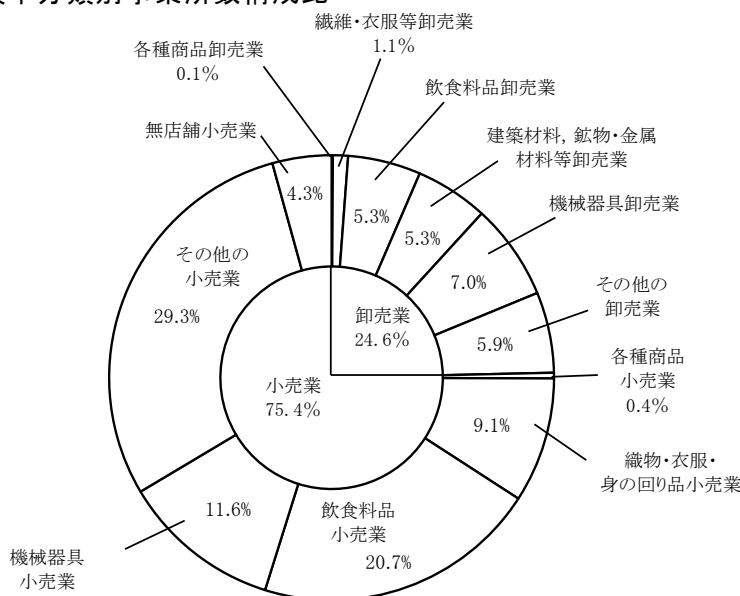 繊維・衣服等卸売業
1.1%
各種商品卸売業
0.1%
飲食料品卸売業
無店舗小売業
建築材料，鉱物・金属
材料等卸売業
4.3%
5.3%
5.3%
機械器具卸売業
その他の
小売業
29.3%
7.0%
その他の
卸売業
卸売業
24.6%
5.9%
各種商品
小売業
0.4%
小売業
75.4%
9.1%
織物・衣服・
身の回り品小売業
11.6%
飲食料品
小売業
20.7%
機械器具
小売業